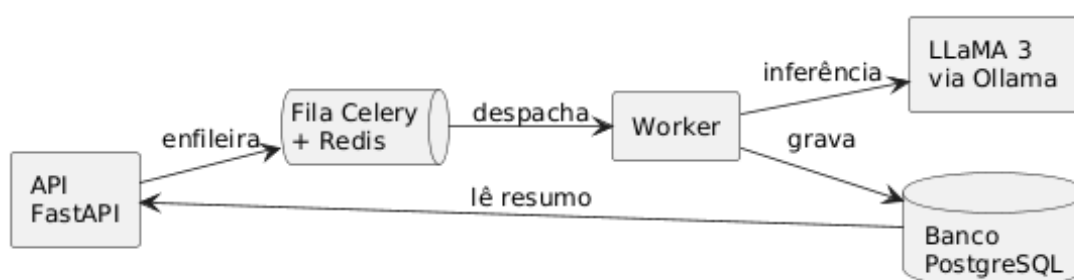 API
FastAPI
enfileira
Fila Celery
+ Redis
despacha
Worker
inferência
LLaMA 3
via Ollama
grava
Banco
PostgreSQL
lê resumo